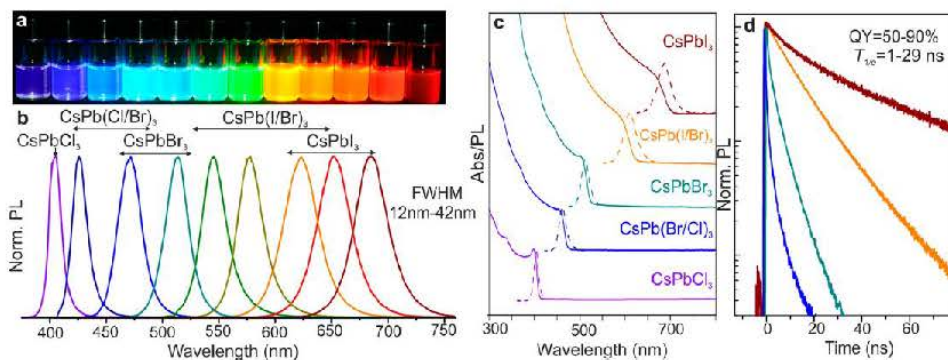 a
b
CsPb(Cl/Br)₃
CsPb(I/Br)₃
CsPbCl₃
CsPbBr₃
CsPbI₃
FWHM
12nm-42nm
Norm. PL
400
450
500
550
600
650
700
750
Wavelength (nm)
c
CsPbI₃
CsPb(I/Br)₃
CsPbBr₃
CsPb(Br/Cl)₃
CsPbCl₃
Abs/PL
300
500
700
Wavelength (nm)
d
QY=50-90%
=1-29 ns
Norm. PL
0
20
40
60
Time (ns)